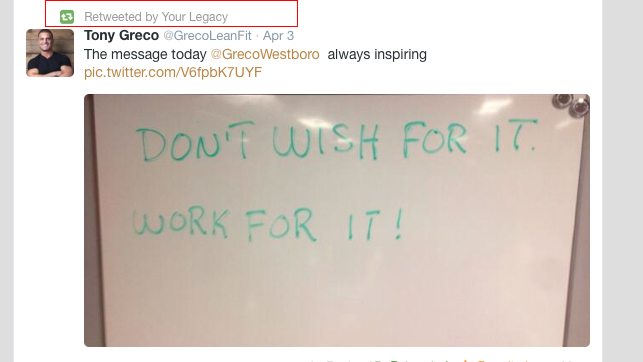 Retweeted by Your Legacy
Tony Greco @GrecoLeanFit · Apr 3
The message today @GrecoWestboro always inspiring
pic.twitter.com/V6fpbK7UYF
DON'T WISH FOR IT.
WORK FOR IT!